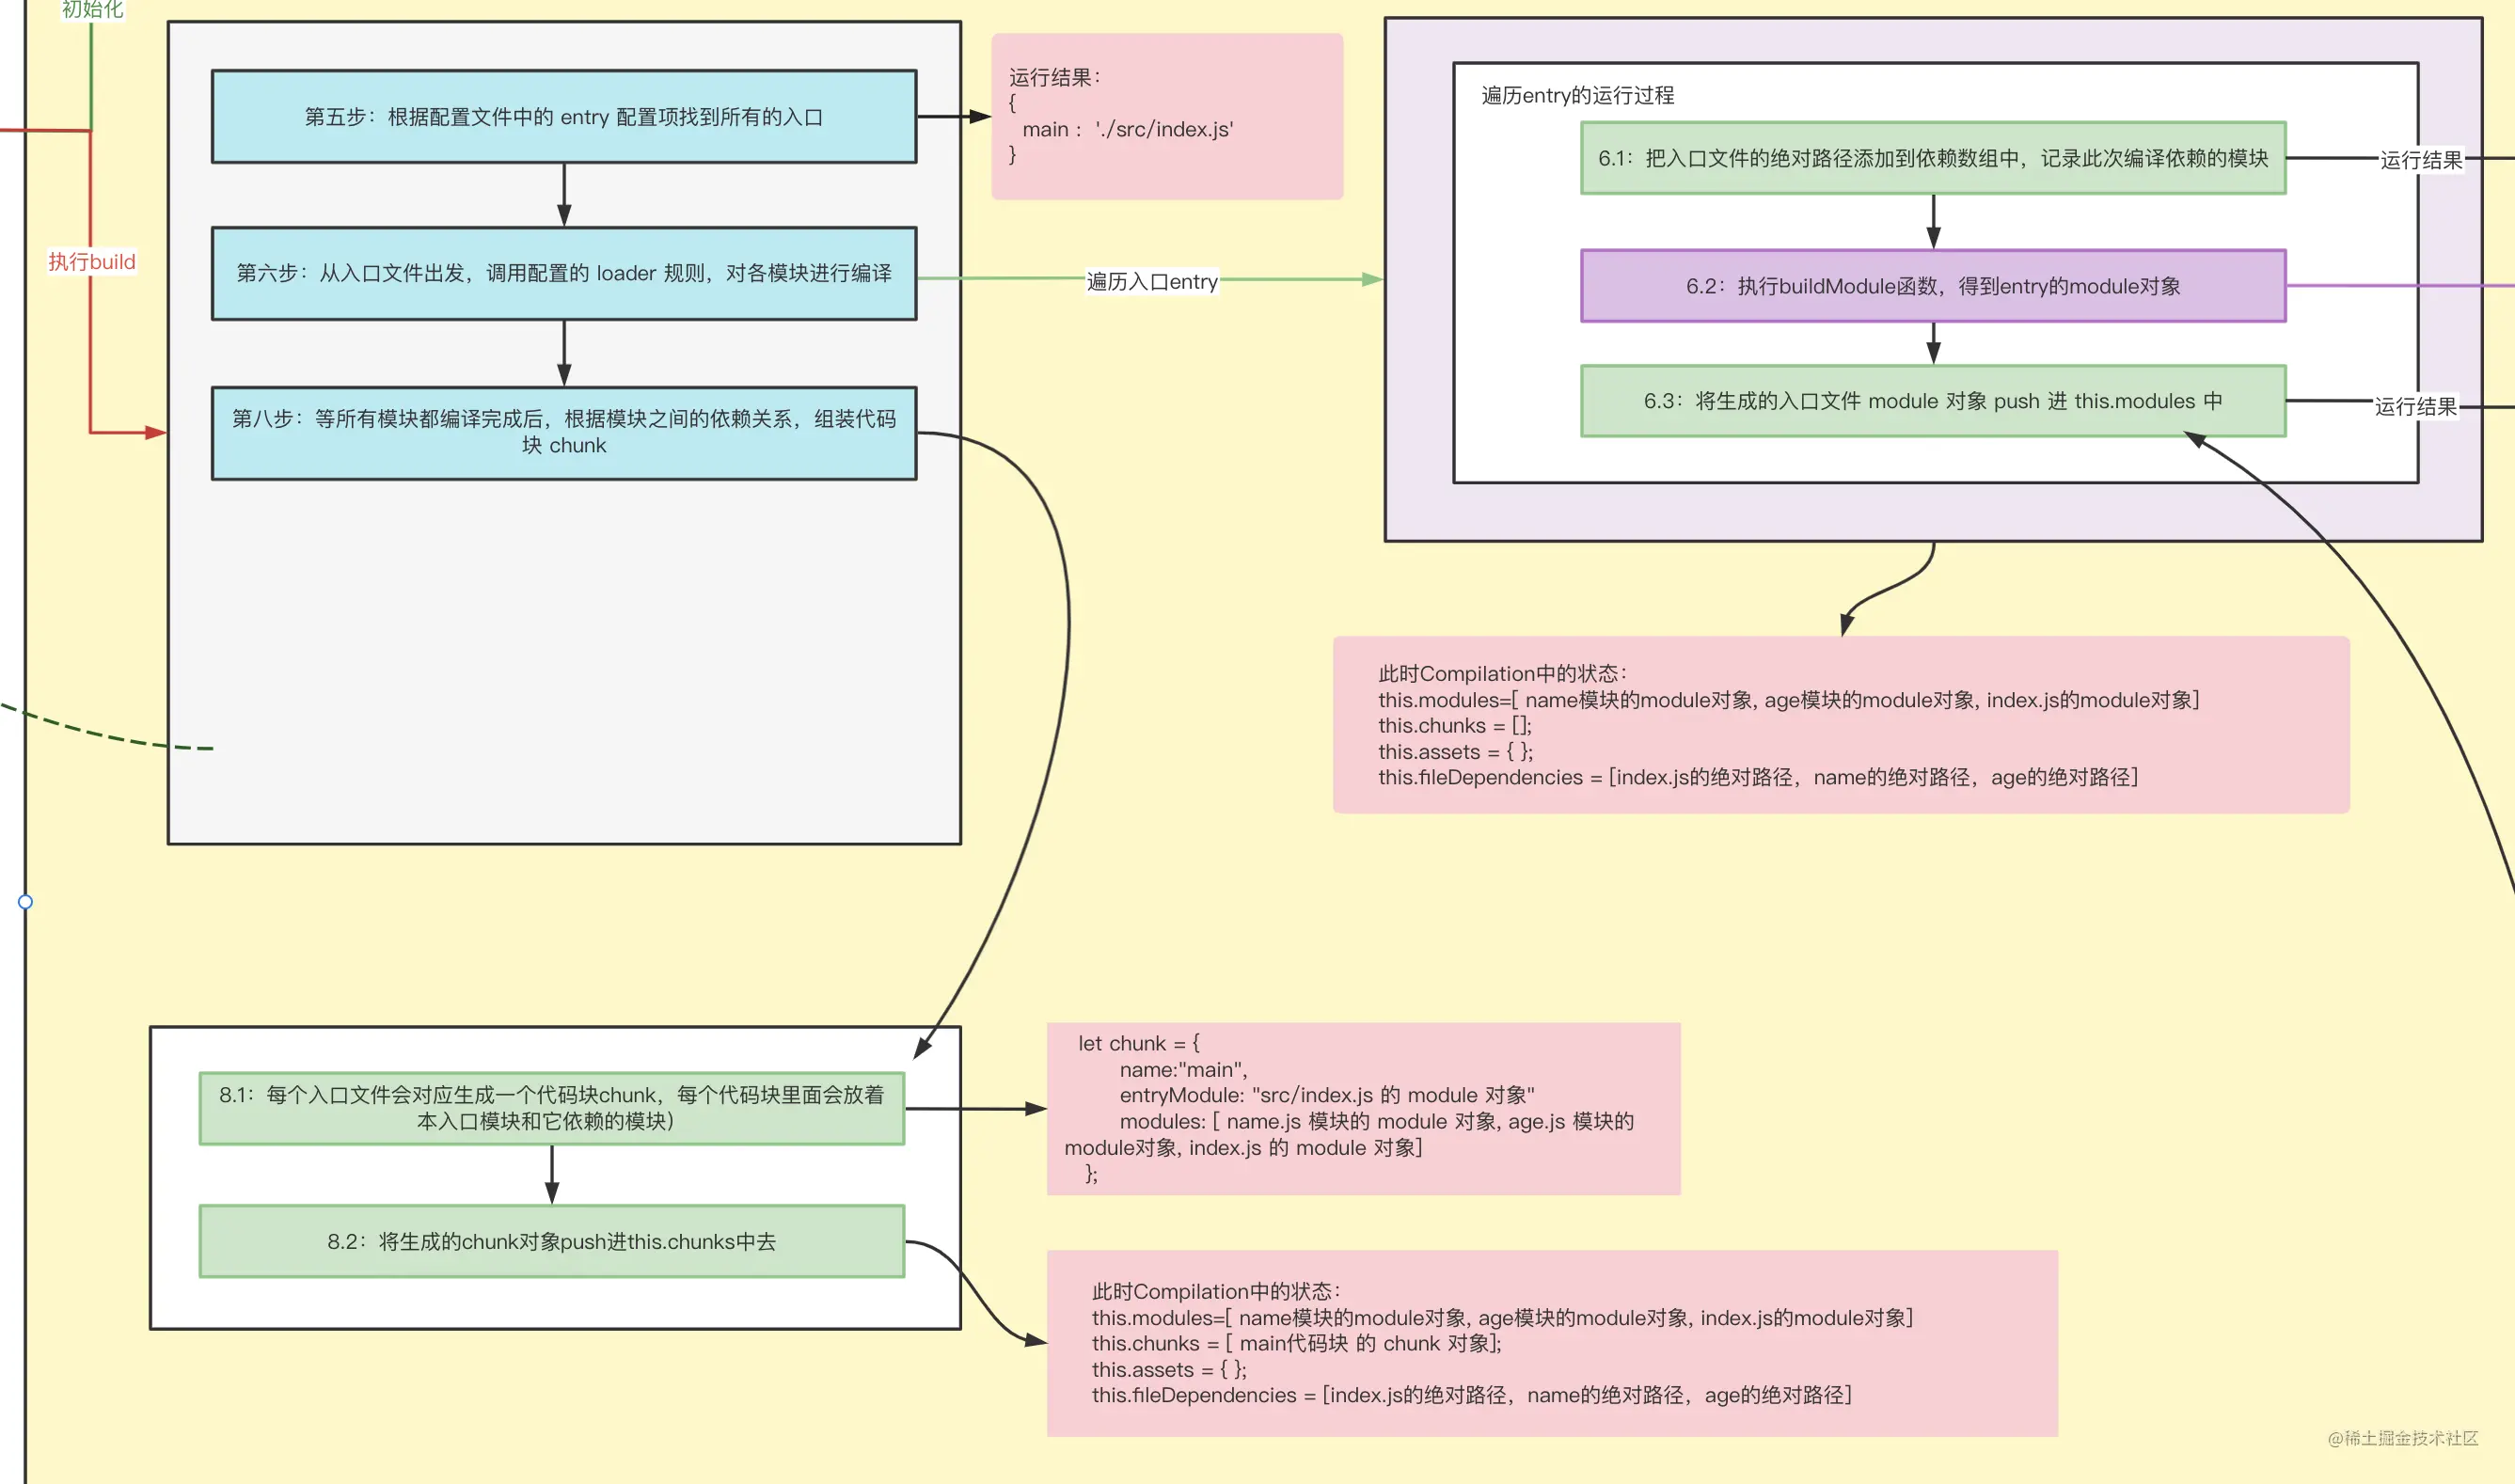 初始化
执行build
第五步：根据配置文件中的 entry 配置项找到所有的入口
第六步：从入口文件出发，调用配置的 loader 规则，对各模块进行编译
第八步：等所有模块都编译完成后，根据模块之间的依赖关系，组装代码
块 chunk
运行结果：
{
main： './src/index.js'
}
遍历入口entry
遍历entry的运行过程
6.1：把入口文件的绝对路径添加到依赖数组中，记录此次编译依赖的模块
运行结果
6.2：执行buildModule函数，得到entry的module对象
6.3：将生成的入口文件 module 对象 push 进 this.modules 中
运行结果
此时Compilation中的状态：
this.modules=[ name模块的module对象, age模块的module对象, index.js的module对象]
this.chunks = [];
this.assets = { };
this.fileDependencies = [index.js的绝对路径，name的绝对路径，age的绝对路径]
8.1：每个入口文件会对应生成一个代码块chunk，每个代码块里面会放着
本入口模块和它依赖的模块）
8.2：将生成的chunk对象push进this.chunks中去
let chunk = {
name:"main",
entryModule: "src/index.js 的 module 对象"
modules: [ name.js 模块的 module 对象, age.js 模块的
module对象, index.js 的 module 对象]
};
此时Compilation中的状态：
this.modules=[ name模块的module对象, age模块的module对象, index.js的module对象]
this.chunks = [ main代码块 的 chunk 对象];
this.assets = { };
this.fileDependencies = [index.js的绝对路径，name的绝对路径，age的绝对路径]
@稀土掘金技术社区